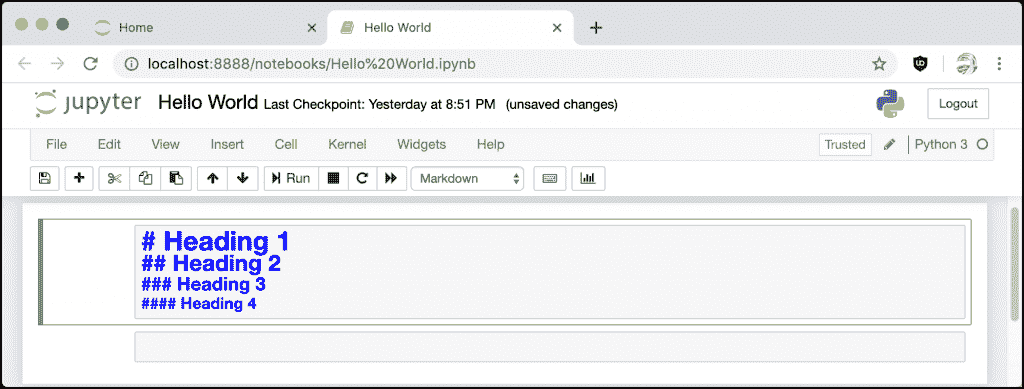 Home
Hello World
localhost:8888/notebooks/Hello%20World.ipynb
jupyter Hello World Last Checkpoint: Yesterday at 8:51 PM (unsaved changes)
Logout
File Edit View Insert Cell Kernel Widgets Help
Trusted
Python 3
Run
Markdown
# Heading 1
## Heading 2
### Heading 3
#### Heading 4